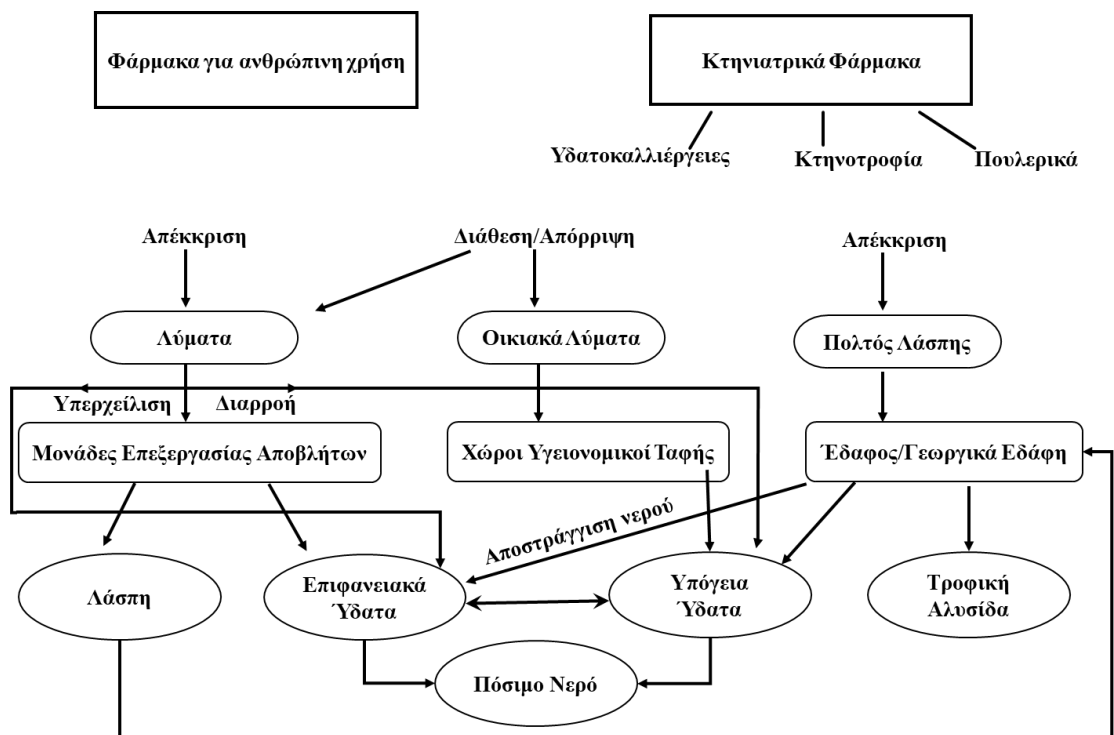 Φάρμακα για ανθρώπινη χρήση
Κτηνιατρικά Φάρμακα
Υδατοκαλλιέργειες
Κτηνοτροφία
Πουλερικά
Απέκκριση
Διάθεση/Απόρριψη
Απέκκριση
Λύματα
Οικιακά Λύματα
Πολτός Λάσπης
Υπερχείλιση
Διαρροή
Μονάδες Επεξεργασίας Αποβλήτων
Χώροι Υγειονομικοί Ταφής
Έδαφος/Γεωργικά Εδάφη
Αποστράγγιση νερού
Λάσπη
Επιφανειακά
Ύδατα
Υπόγεια
Ύδατα
Τροφική
Αλυσίδα
Πόσιμο Νερό